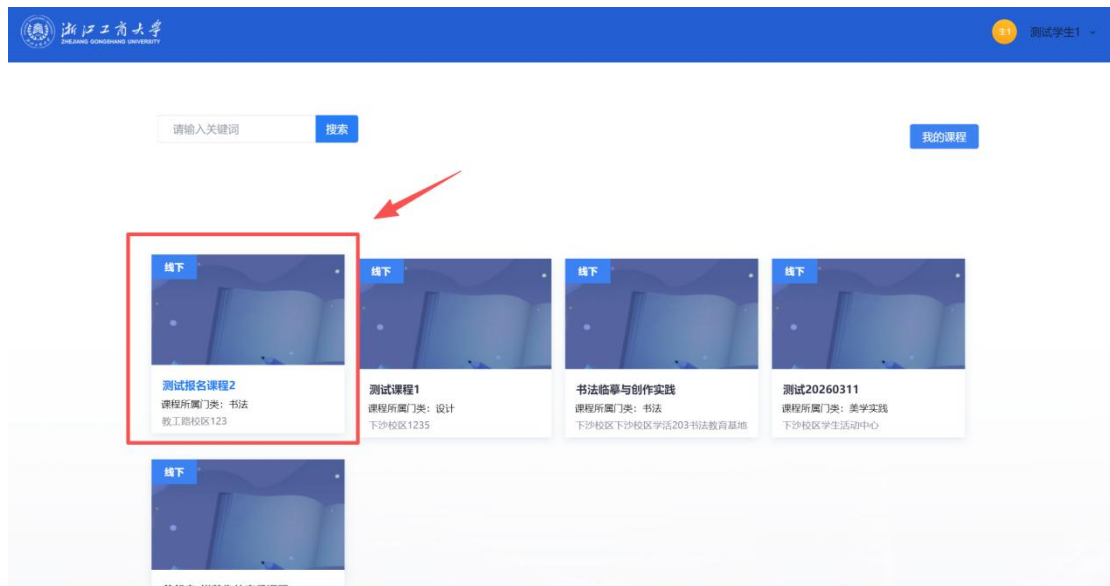 浙江工商大学
ZHEJIANG GONGSHANG UNIVERSITY
生1 测试学生1
请输入关键词 搜索
我的课程
线下
测试报名课程2
课程所属门类：书法
教工路校区123
线下
测试课程1
课程所属门类：设计
下沙校区1235
线下
书法临摹与创作实践
课程所属门类：书法
下沙校区下沙校区学活203书法教育基地
线下
测试20260311
课程所属门类：美学实践
下沙校区学生活动中心
线下